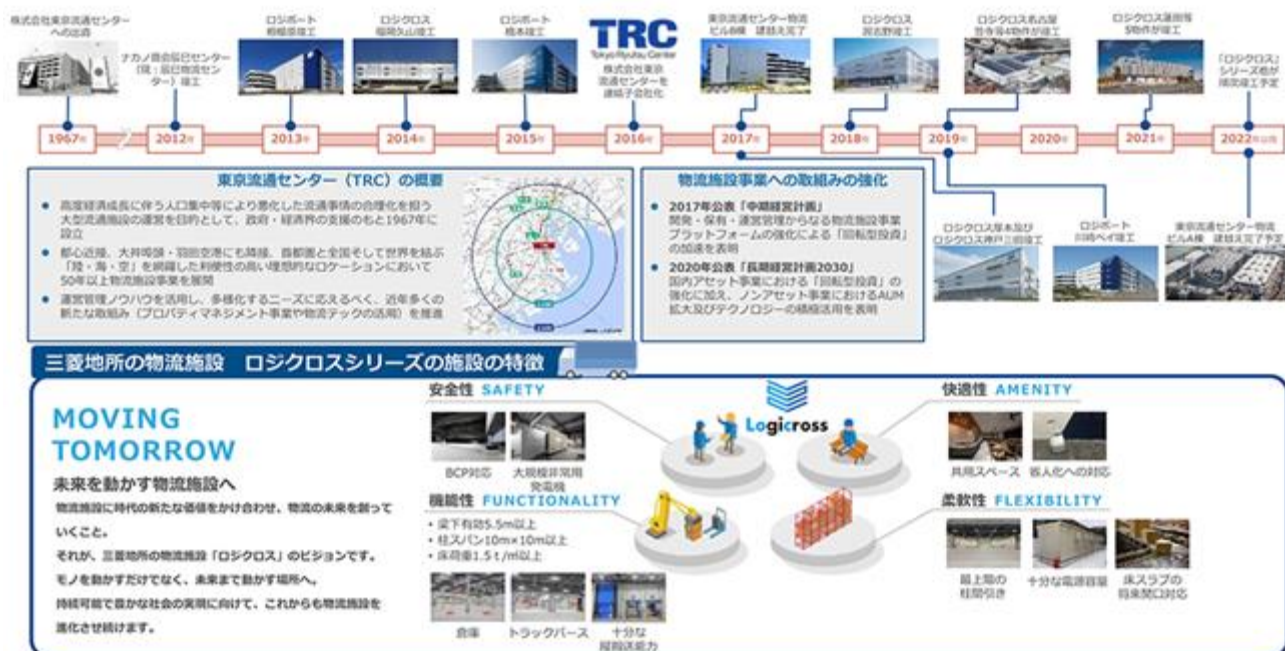 株式会社東京流通センター
への出資
ナカノ商会辰巳センター
(現:辰巳物流セン
ター)竣工
ロジポート
相模原竣工
ロジクロス
福岡久山竣工
ロジポート
橋本竣工
TRC
Tokyo Ryutsu Center
株式会社東京
流通センターを
連結子会社化
東京流通センター物流
ビルB棟 建替え完了
ロジクロス
習志野竣工
ロジクロス名古屋
笠寺等4物件が竣工
ロジクロス蓮田等
5物件が竣工
「ロジクロス」
シリーズ他が
順次竣工予定
1967年
2012年
2013年
2014年
2015年
2016年
2017年
2018年
2019年
2020年
2021年
2022年以降
東京流通センター(TRC)の概要
● 高度経済成長に伴う人口集中等により悪化した流通事情の合理化を担う
大型流通施設の運営を目的として、政府・経済界の支援のもと1967年に
設立
● 都心近接、大井埠頭・羽田空港にも隣接、首都圏と全国そして世界を結ぶ
「陸・海・空」を網羅した利便性の高い理想的なロケーションにおいて
50年以上物流施設事業を展開
● 運営管理ノウハウを活用し、多様化するニーズに応えるべく、近年多くの
新たな取組み(プロパティマネジメント事業や物流テックの活用)を推進
物流施設事業への取組みの強化
● 2017年公表「中期経営計画」
開発・保有・運営管理からなる物流施設事業
プラットフォームの強化による「回転型投資」
の加速を表明
● 2020年公表「長期経営計画2030」
国内アセット事業における「回転型投資」の
強化に加え、ノンアセット事業におけるAUM
拡大及びテクノロジーの積極活用を表明
ロジクロス厚木及び
ロジクロス神戸三田竣工
ロジポート
川崎ベイ竣工
東京流通センター物流
ビルA棟 建替え完了予定
三菱地所の物流施設 ロジクロスシリーズの施設の特徴
MOVING
TOMORROW
未来を動かす物流施設へ
物流施設に時代の新たな価値をかけ合わせ、物流の未来を創って
いくこと。
それが、三菱地所の物流施設「ロジクロス」のビジョンです。
モノを動かすだけでなく、未来まで動かす場所へ。
持続可能で豊かな社会の実現に向けて、これからも物流施設を
進化させ続けます。
安全性 SAFETY
BCP対応
大規模非常用
発電機
機能性 FUNCTIONALITY
・梁下有効5.5m以上
・柱スパン10m×10m以上
・床荷重1.5t/㎡以上
倉庫
トラックバース
十分な
縦搬送能力
Logicross
快適性 AMENITY
共用スペース
省人化への対応
柔軟性 FLEXIBILITY
最上階の
柱間引き
十分な電源容量
床スラブの
将来開口対応